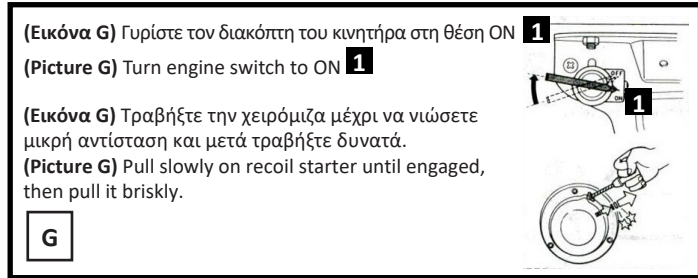 (Εικόνα G) Γυρίστε τον διακόπτη του κινητήρα στη θέση ON 1
(Picture G) Turn engine switch to ON 1
(Εικόνα G) Τραβήξτε την χειρόμιζα μέχρι να νιώσετε
μικρή αντίσταση και μετά τραβήξτε δυνατά.
(Picture G) Pull slowly on recoil starter until engaged,
then pull it briskly.
G
OFF
ON
1